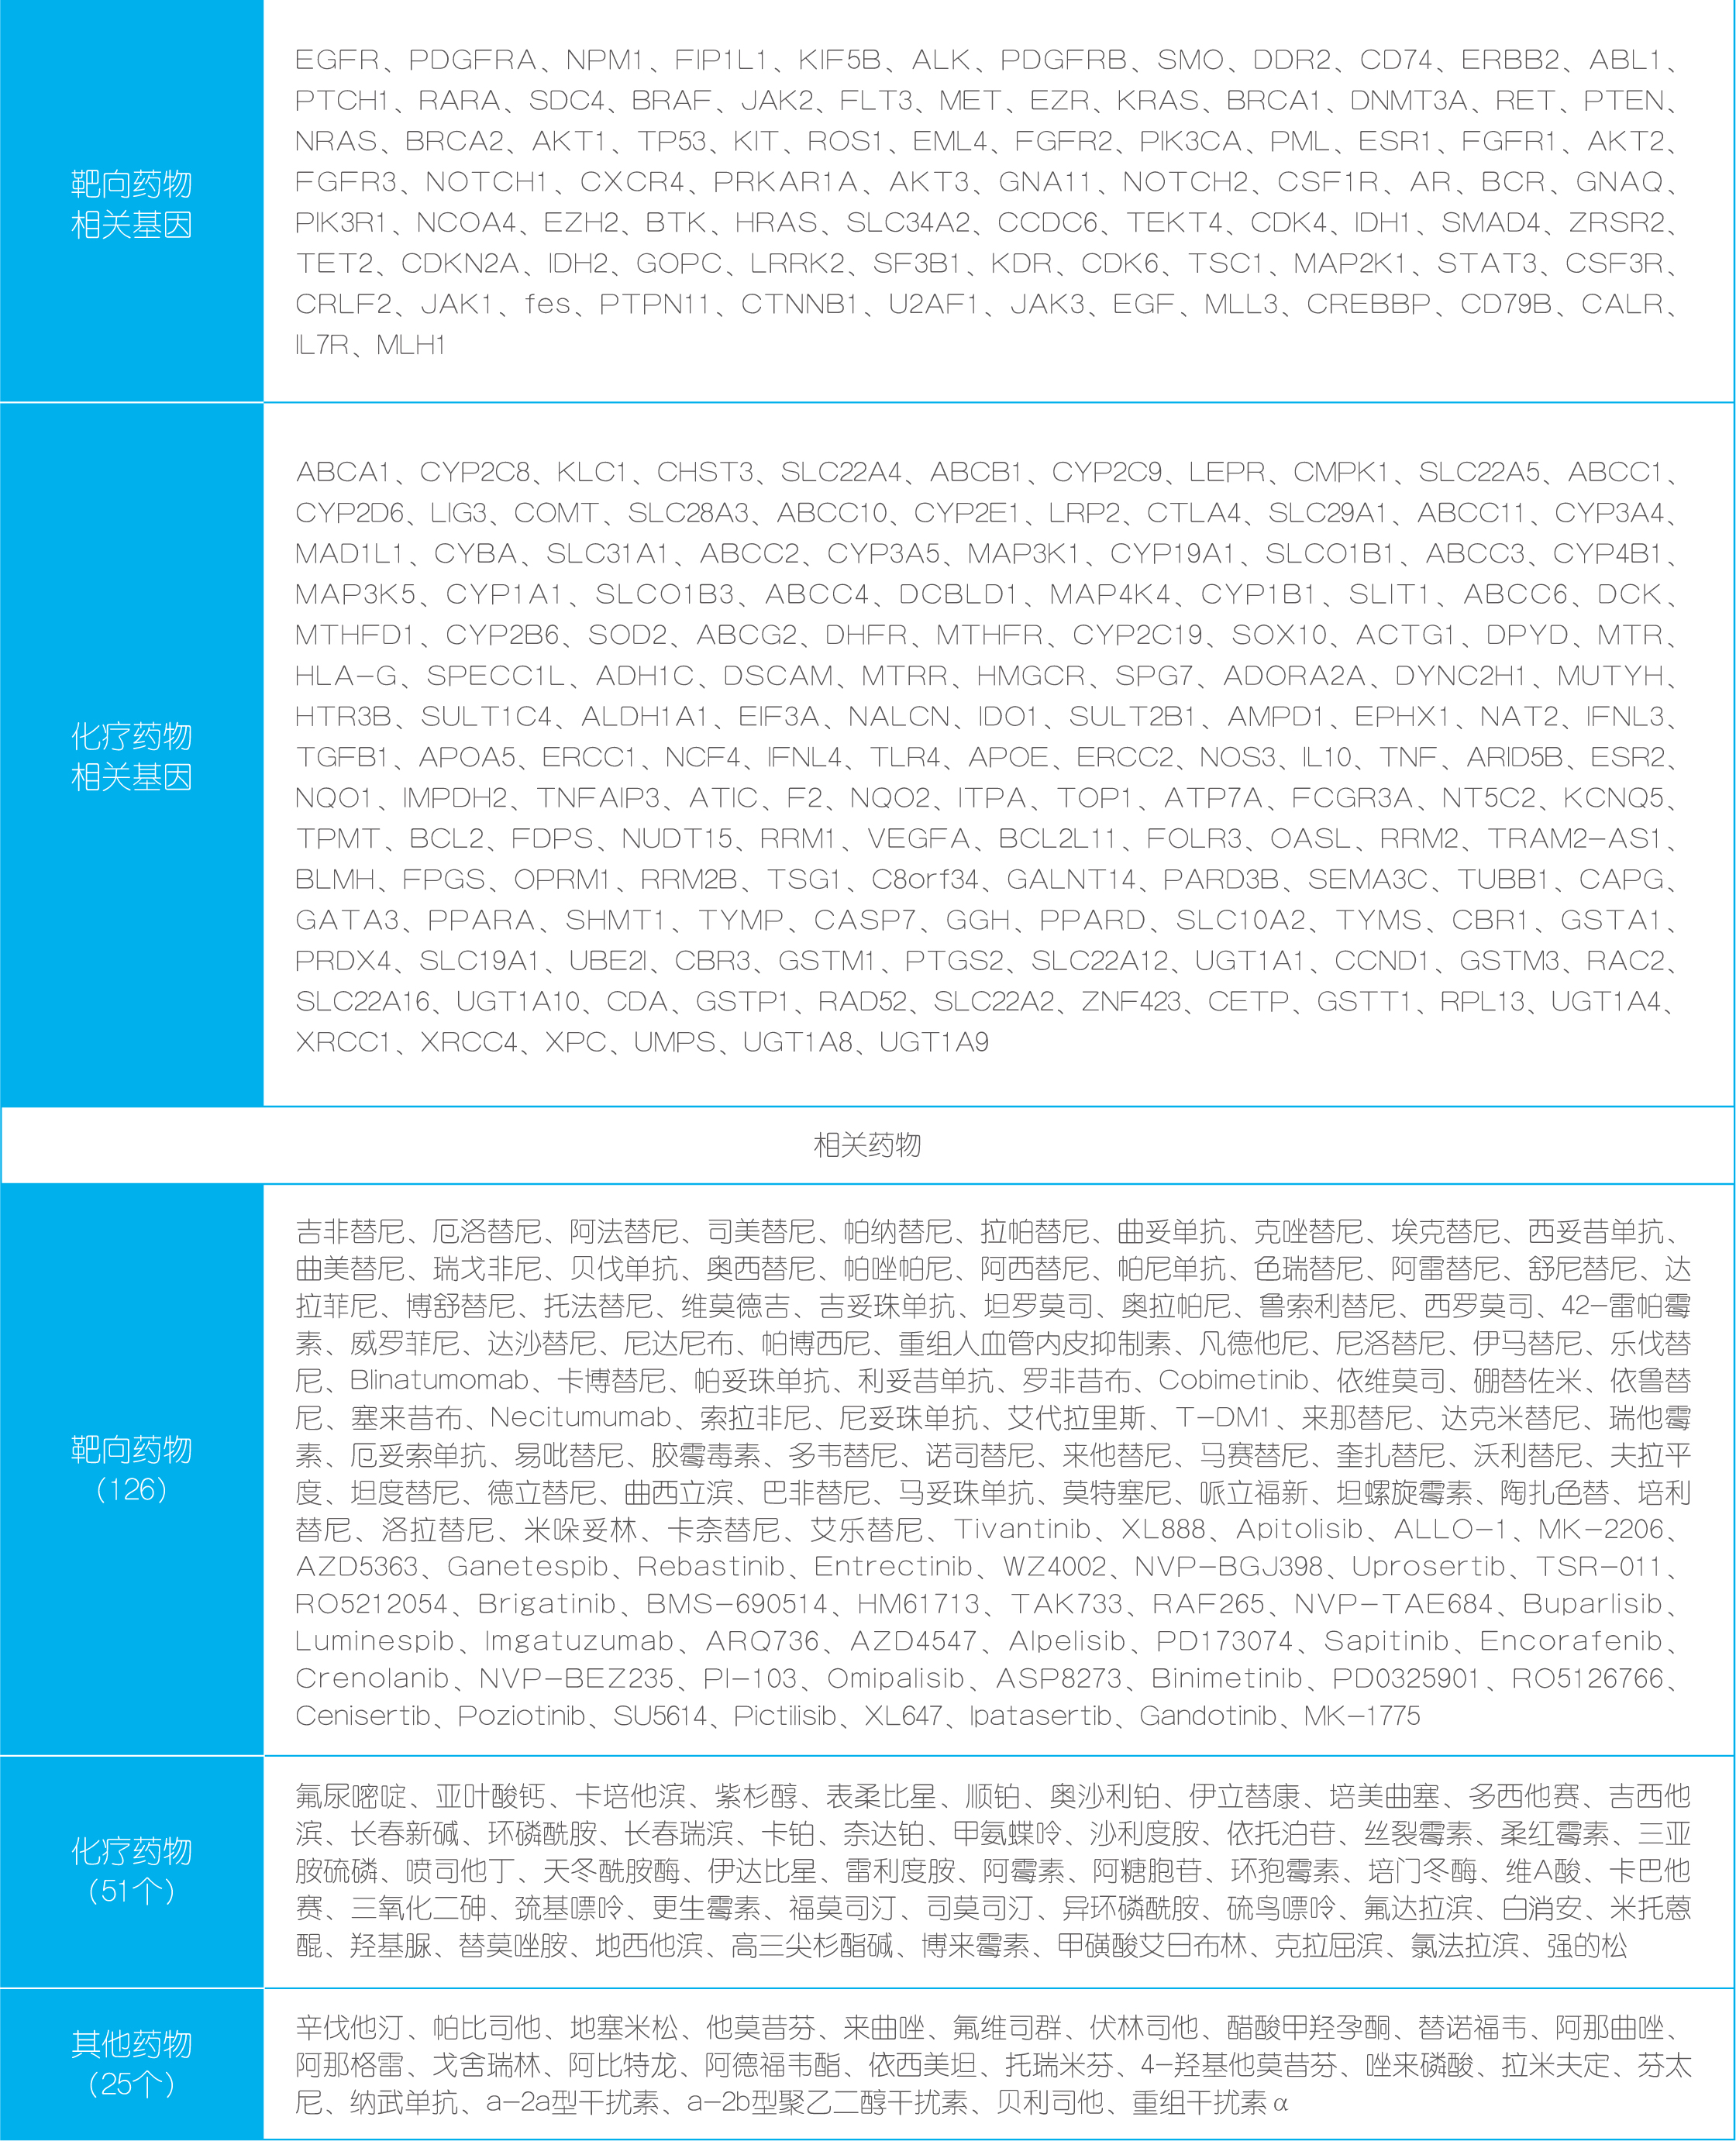 靶向药物
相关基因
EGFR、PDGFRA、NPM1、FIP1L1、KIF5B、ALK、PDGFRB、SMO、DDR2、CD74、ERBB2、ABL1、
PTCH1、RARA、SDC4、BRAF、JAK2、FLT3、MET、EZR、KRAS、BRCA1、DNMT3A、RET、PTEN、
NRAS、BRCA2、AKT1、TP53、KIT、ROS1、EML4、FGFR2、PIK3CA、PML、ESR1、FGFR1、AKT2、
FGFR3、NOTCH1、CXCR4、PRKAR1A、AKT3、GNA11、NOTCH2、CSF1R、AR、BCR、GNAQ、
PIK3R1、NCOA4、EZH2、BTK、HRAS、SLC34A2、CCDC6、TEKT4、CDK4、IDH1、SMAD4、ZRSR2、
TET2、CDKN2A、IDH2、GOPC、LRRK2、SF3B1、KDR、CDK6、TSC1、MAP2K1、STAT3、CSF3R、
CRLF2、JAK1、fes、PTPN11、CTNNB1、U2AF1、JAK3、EGF、MLL3、CREBBP、CD79B、CALR、
IL7R、MLH1
化疗药物
相关基因
ABCA1、CYP2C8、KLC1、CHST3、SLC22A4、ABCB1、CYP2C9、LEPR、CMPK1、SLC22A5、ABCC1、
CYP2D6、LIG3、COMT、SLC28A3、ABCC10、CYP2E1、LRP2、CTLA4、SLC29A1、ABCC11、CYP3A4、
MAD1L1、CYBA、SLC31A1、ABCC2、CYP3A5、MAP3K1、CYP19A1、SLCO1B1、ABCC3、CYP4B1、
MAP3K5、CYP1A1、SLCO1B3、ABCC4、DCBLD1、MAP4K4、CYP1B1、SLIT1、ABCC6、DCK、
MTHFD1、CYP2B6、SOD2、ABCG2、DHFR、MTHFR、CYP2C19、SOX10、ACTG1、DPYD、MTR、
HLA-G、SPECC1L、ADH1C、DSCAM、MTRR、HMGCR、SPG7、ADORA2A、DYNC2H1、MUTYH、
HTR3B、SULT1C4、ALDH1A1、EIF3A、NALCN、IDO1、SULT2B1、AMPD1、EPHX1、NAT2、IFNL3、
TGFB1、APOA5、ERCC1、NCF4、IFNL4、TLR4、APOE、ERCC2、NOS3、IL10、TNF、ARID5B、ESR2、
NQO1、IMPDH2、TNFAIP3、ATIC、F2、NQO2、ITPA、TOP1、ATP7A、FCGR3A、NT5C2、KCNQ5、
TPMT、BCL2、FDPS、NUDT15、RRM1、VEGFA、BCL2L11、FOLR3、OASL、RRM2、TRAM2-AS1、
BLMH、FPGS、OPRM1、RRM2B、TSG1、C8orf34、GALNT14、PARD3B、SEMA3C、TUBB1、CAPG、
GATA3、PPARA、SHMT1、TYMP、CASP7、GGH、PPARD、SLC10A2、TYMS、CBR1、GSTA1、
PRDX4、SLC19A1、UBE2I、CBR3、GSTM1、PTGS2、SLC22A12、UGT1A1、CCND1、GSTM3、RAC2、
SLC22A16、UGT1A10、CDA、GSTP1、RAD52、SLC22A2、ZNF423、CETP、GSTT1、RPL13、UGT1A4、
XRCC1、XRCC4、XPC、UMPS、UGT1A8、UGT1A9
相关药物
靶向药物
（126）
吉非替尼、厄洛替尼、阿法替尼、司美替尼、帕纳替尼、拉帕替尼、曲妥单抗、克唑替尼、埃克替尼、西妥昔单抗、
曲美替尼、瑞戈非尼、贝伐单抗、奥西替尼、帕唑帕尼、阿西替尼、帕尼单抗、色瑞替尼、阿雷替尼、舒尼替尼、达
拉菲尼、博舒替尼、托法替尼、维莫德吉、吉妥珠单抗、坦罗莫司、奥拉帕尼、鲁索利替尼、西罗莫司、42-雷帕霉
素、威罗菲尼、达沙替尼、尼达尼布、帕博西尼、重组人血管内皮抑制素、凡德他尼、尼洛替尼、伊马替尼、乐伐替
尼、Blinatumomab、卡博替尼、帕妥珠单抗、利妥昔单抗、罗非昔布、Cobimetinib、依维莫司、硼替佐米、依鲁替
尼、塞来昔布、Necitumumab、索拉非尼、尼妥珠单抗、艾代拉里斯、T-DM1、来那替尼、达克米替尼、瑞他霉
素、厄妥索单抗、易吡替尼、胶霉毒素、多韦替尼、诺司替尼、来他替尼、马赛替尼、奎扎替尼、沃利替尼、夫拉平
度、坦度替尼、德立替尼、曲西立滨、巴非替尼、马妥珠单抗、莫特塞尼、哌立福新、坦螺旋霉素、陶扎色替、培利
替尼、洛拉替尼、米哚妥林、卡奈替尼、艾乐替尼、Tivantinib、XL888、Apitolisib、ALLO-1、MK-2206、
AZD5363、Ganetespib、Rebastinib、Entrectinib、WZ4002、NVP-BGJ398、Uprosertib、TSR-011、
RO5212054、Brigatinib、BMS-690514、HM61713、TAK733、RAF265、NVP-TAE684、Buparlisib、
Luminespib、Imgatuzumab、ARQ736、AZD4547、Alpelisib、PD173074、Sapitinib、Encorafenib、
Crenolanib、NVP-BEZ235、PI-103、Omipalisib、ASP8273、Binimetinib、PD0325901、RO5126766、
Cenisertib、Poziotinib、SU5614、Pictilisib、XL647、Ipatasertib、Gandotinib、MK-1775
化疗药物
（51个）
氟尿嘧啶、亚叶酸钙、卡培他滨、紫杉醇、表柔比星、顺铂、奥沙利铂、伊立替康、培美曲塞、多西他赛、吉西他
滨、长春新碱、环磷酰胺、长春瑞滨、卡铂、奈达铂、甲氨蝶呤、沙利度胺、依托泊苷、丝裂霉素、柔红霉素、三亚
胺硫磷、喷司他丁、天冬酰胺酶、伊达比星、雷利度胺、阿霉素、阿糖胞苷、环孢霉素、培门冬酶、维A酸、卡巴他
赛、三氧化二砷、巯基嘌呤、更生霉素、福莫司汀、司莫司汀、异环磷酰胺、硫鸟嘌呤、氟达拉滨、白消安、米托蒽
醌、羟基脲、替莫唑胺、地西他滨、高三尖杉酯碱、博来霉素、甲磺酸艾日布林、克拉屈滨、氯法拉滨、强的松
其他药物
（25个）
辛伐他汀、帕比司他、地塞米松、他莫昔芬、来曲唑、氟维司群、伏林司他、醋酸甲羟孕酮、替诺福韦、阿那曲唑、
阿那格雷、戈舍瑞林、阿比特龙、阿德福韦酯、依西美坦、托瑞米芬、4-羟基他莫昔芬、唑来磷酸、拉米夫定、芬太
尼、纳武单抗、a-2a型干扰素、a-2b型聚乙二醇干扰素、贝利司他、重组干扰素α